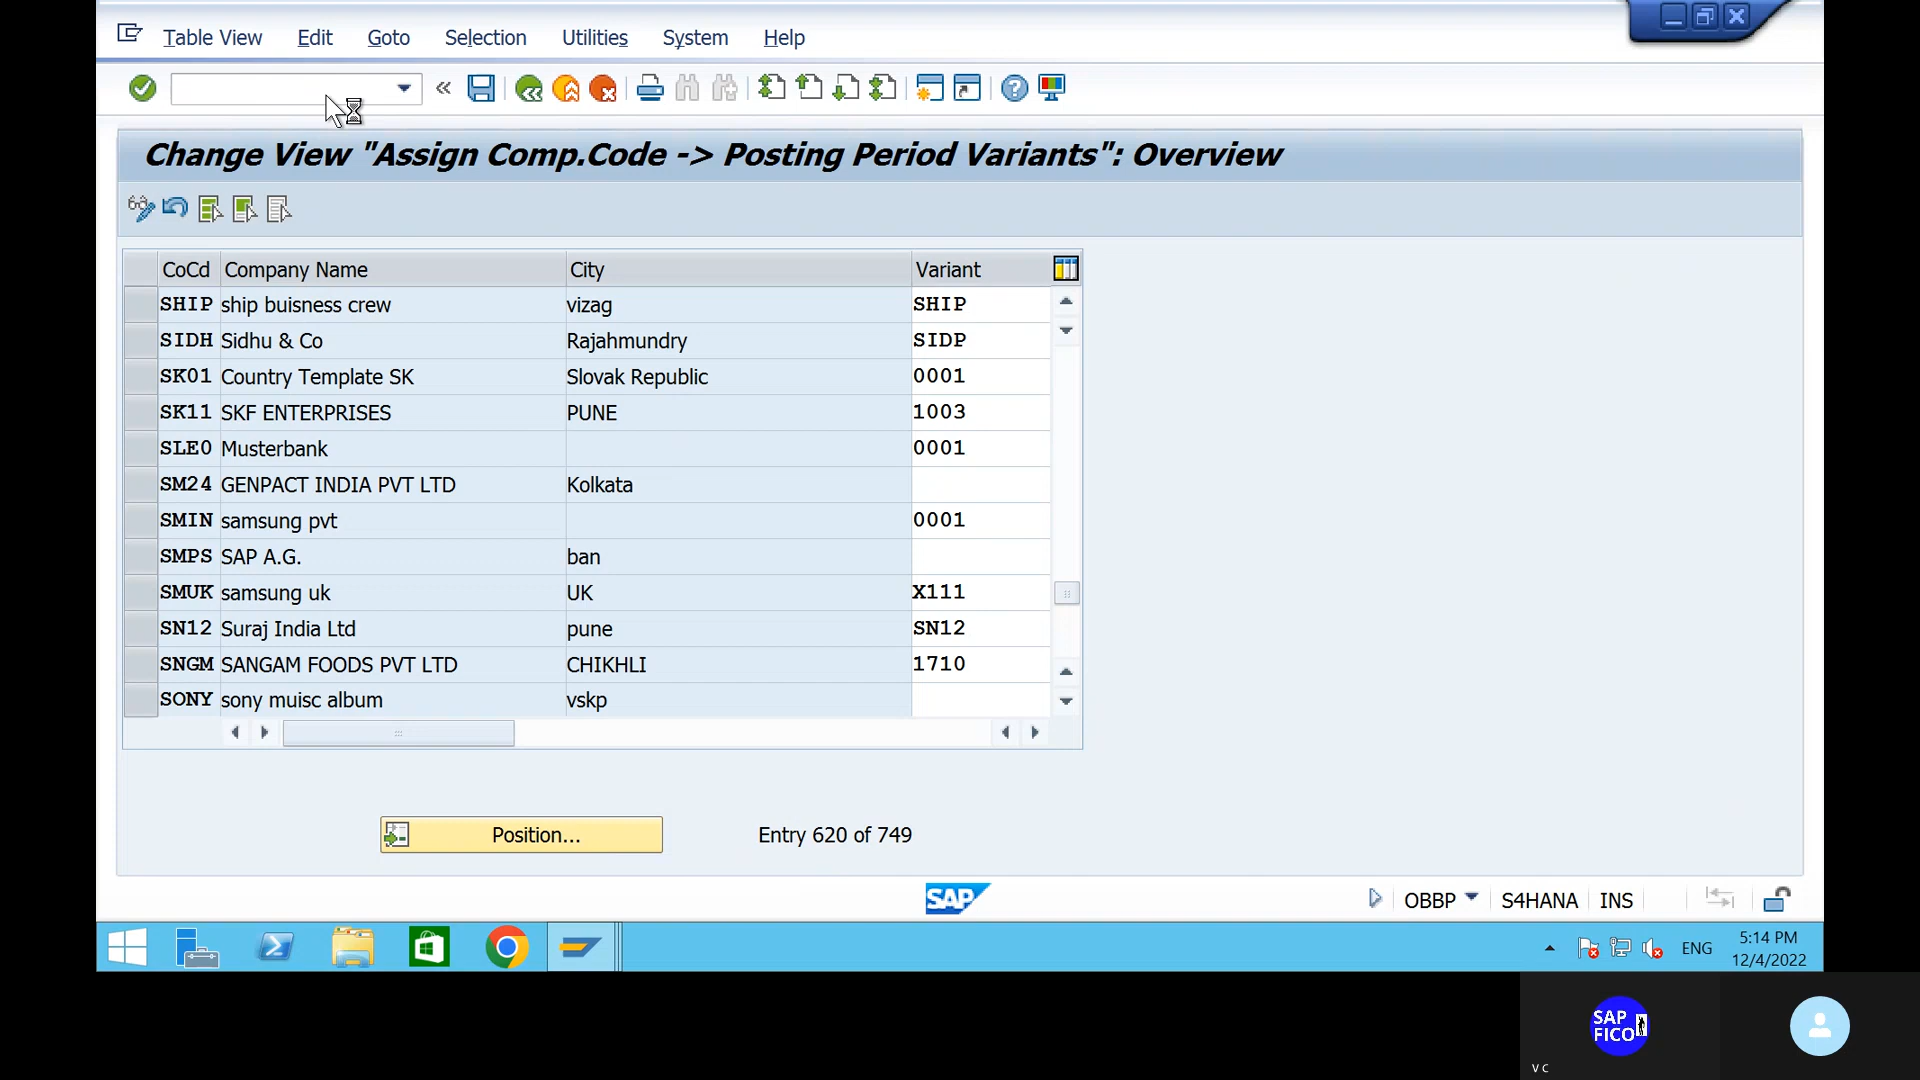 Table View Edit Goto Selection Utilities System Help
Change View "Assign Comp.Code -> Posting Period Variants": Overview
CoCd Company Name City Variant
SHIP ship buisness crew vizag SHIP
SIDH Sidhu & Co Rajahmundry SIDP
SK01 Country Template SK Slovak Republic 0001
SK11 SKF ENTERPRISES PUNE 1003
SLE0 Musterbank 0001
SM24 GENPACT INDIA PVT LTD Kolkata
SMIN samsung pvt 0001
SMPS SAP A.G. ban
SMUK samsung uk UK X111
SN12 Suraj India Ltd pune SN12
SNGM SANGAM FOODS PVT LTD CHIKHLI 1710
SONY sony muisc album vskp
Position... Entry 620 of 749
SAP OBBP S4HANA INS
ENG 5:14 PM
12/4/2022
SAP
FICO
V C